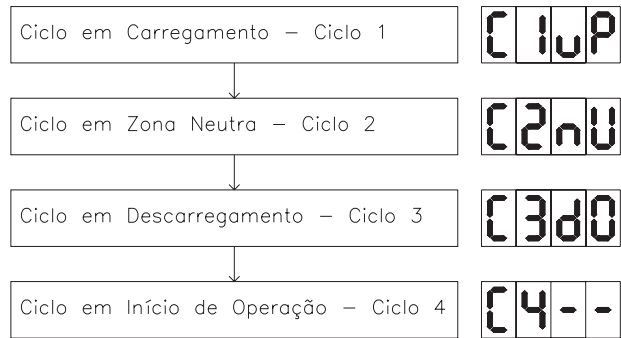 Ciclo em Carregamento – Ciclo 1
C1uP
Ciclo em Zona Neutra – Ciclo 2
C2nU
Ciclo em Descarregamento – Ciclo 3
C3d0
Ciclo em Início de Operação – Ciclo 4
C4--